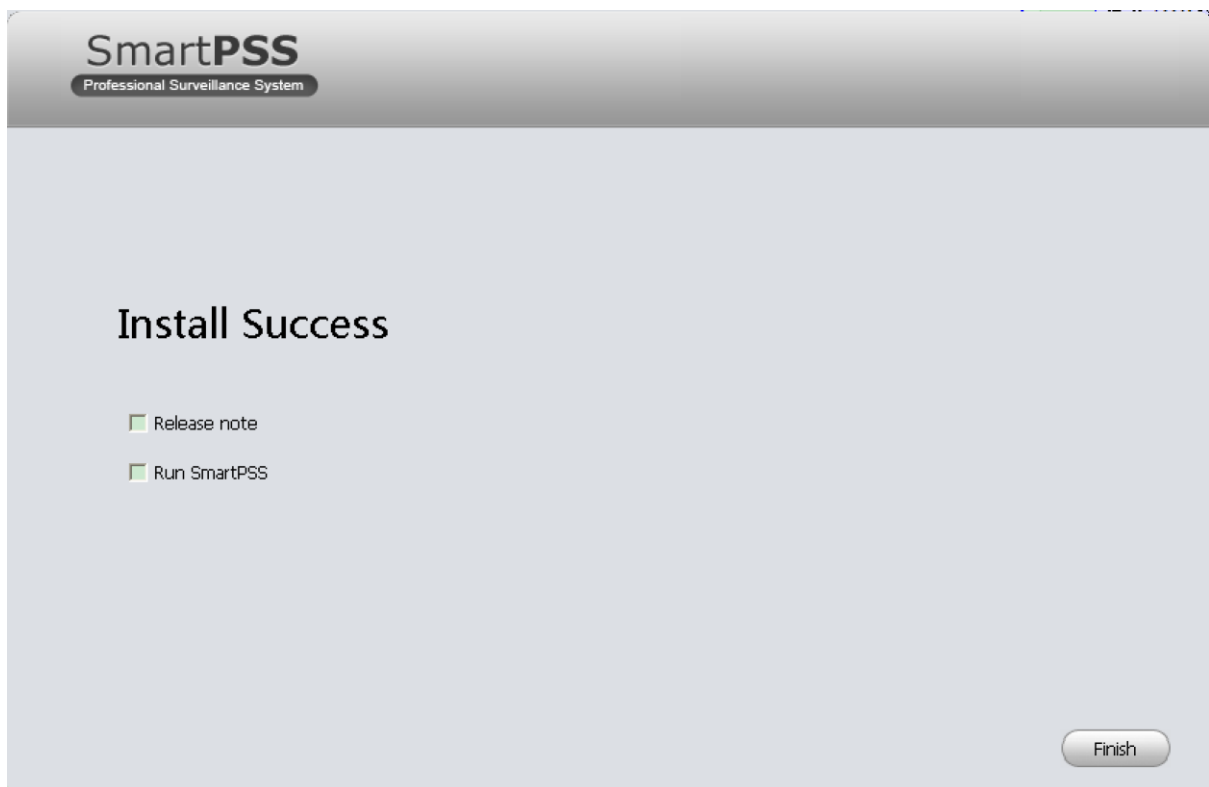 SmartPSS
Professional Surveillance System
Install Success
Release note
Run SmartPSS
Finish